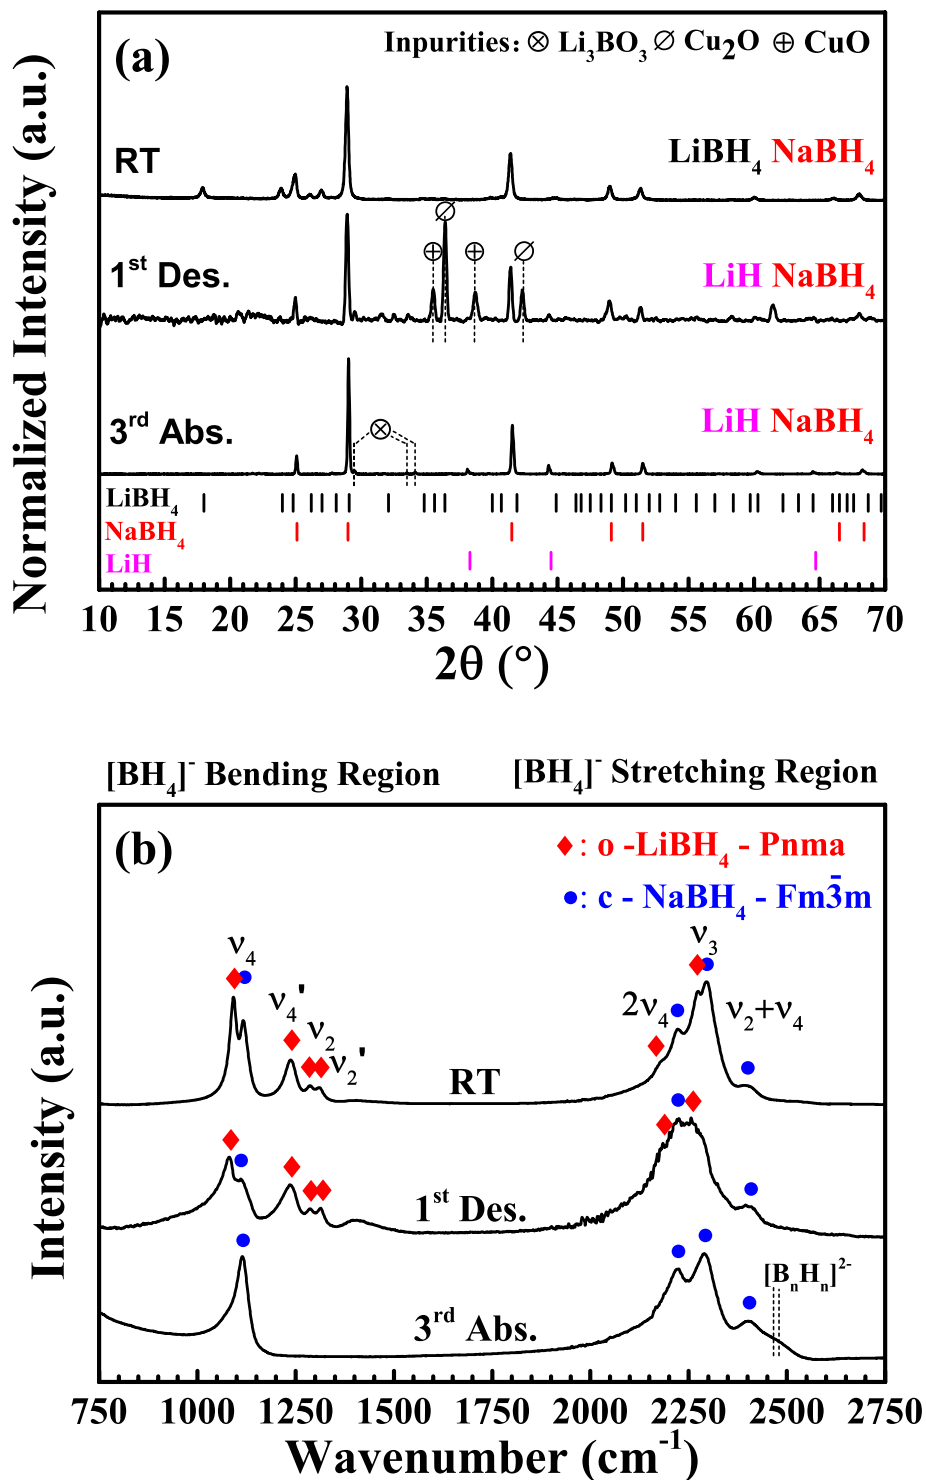 (a)
Inpurities: ⊗ Li₃BO₃ ∅ Cu₂O ⊕ CuO
RT
LiBH₄ NaBH₄
1ˢᵗ Des.
LiH NaBH₄
3ʳᵈ Abs.
LiH NaBH₄
LiBH₄
NaBH₄
LiH
Normalized Intensity (a.u.)
10 15 20 25 30 35 40 45 50 55 60 65 70
2θ (°)
[BH₄]⁻ Bending Region
[BH₄]⁻ Stretching Region
(b)
♦: o -LiBH₄ - Pnma
●: c - NaBH₄ - Fm3̄m
ν₄
ν₄'
ν₂
ν₂'
2ν₄
ν₃
ν₂+ν₄
RT
1ˢᵗ Des.
[BₙHₙ]²⁻
3ʳᵈ Abs.
Intensity (a.u.)
750 1000 1250 1500 1750 2000 2250 2500 2750
Wavenumber (cm⁻¹)